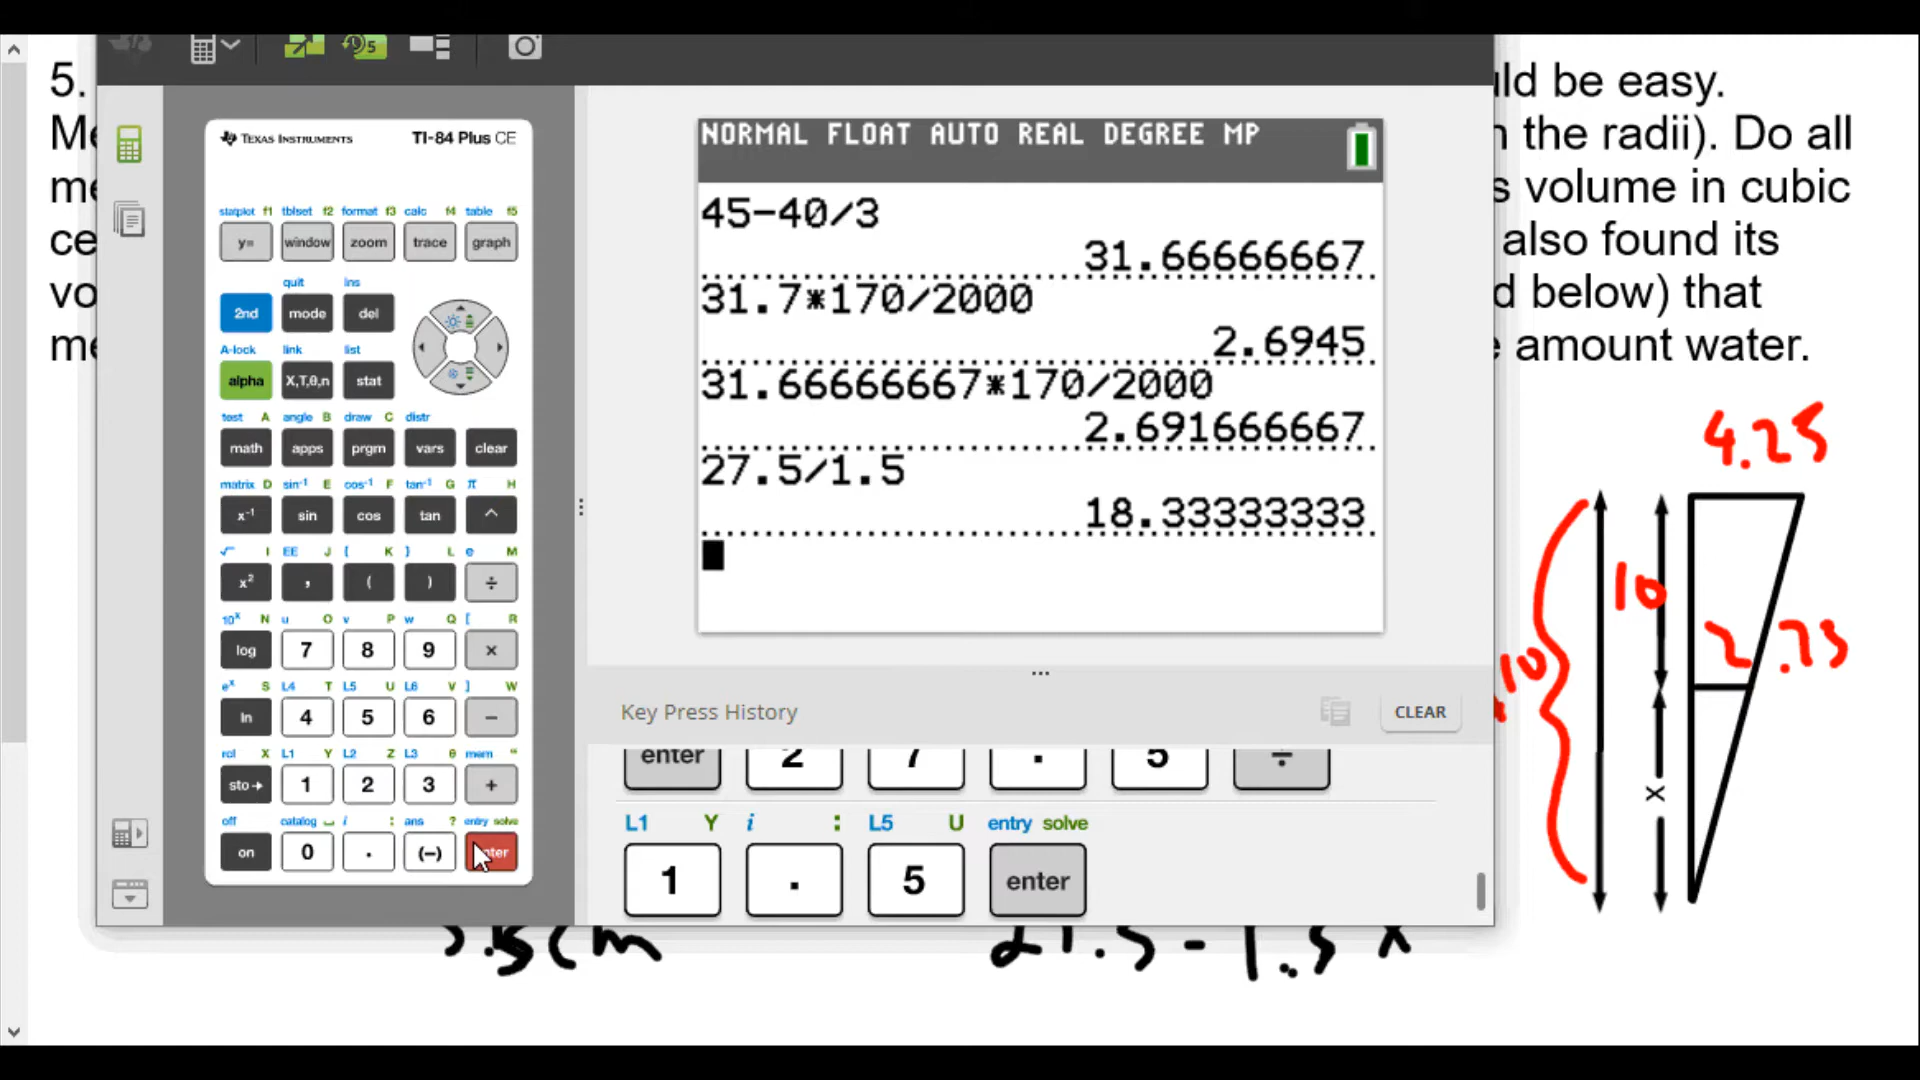 5.
uld be easy.
Me
the radii). Do all
me
s volume in cubic
ce
also found its
vo
d below) that
me
e amount water.
TEXAS INSTRUMENTS TI-84 Plus CE
statplot f1 tblset f2 format f3 calc f4 table f5
y= window zoom trace graph
quit ins
2nd mode del
A-lock link list
alpha X,T,θ,n stat
test A angle B draw C distr
math apps prgm vars clear
matrix D sin⁻¹ E cos⁻¹ F tan⁻¹ G π H
x⁻¹ sin cos tan ^
√ I EE J { K } L e M
x² , ( ) ÷
10ˣ N u O v P w Q [ R
log 7 8 9 ×
eˣ S L4 T L5 U L6 V ] W
ln 4 5 6 −
rcl X L1 Y L2 Z L3 θ mem "
sto→ 1 2 3 +
off catalog ␣ i : ans ? entry solve
on 0 . (−) enter
NORMAL FLOAT AUTO REAL DEGREE MP
45-40/3
31.66666667
31.7*170/2000
2.6945
31.66666667*170/2000
2.691666667
27.5/1.5
18.33333333
Key Press History
CLEAR
enter 2 7 . 5 ÷
L1 Y i : L5 U entry solve
1 . 5 enter
4.25
10
2.75
10
x
27.5 - 1.5 x